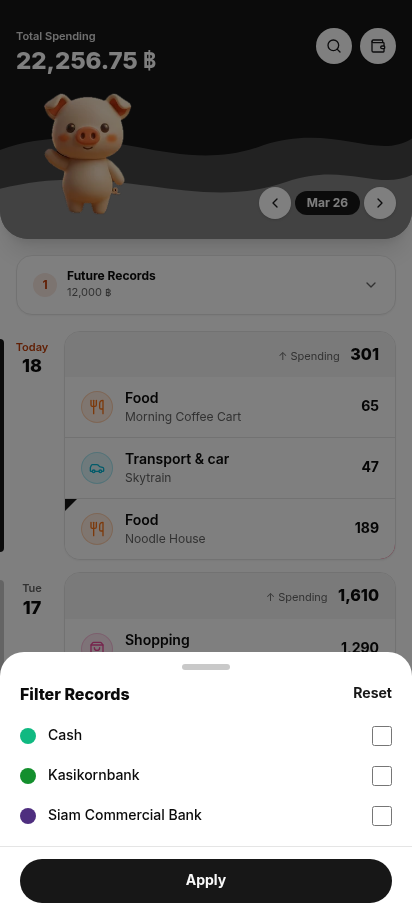 Total Spending
22,256.75 ฿
Mar 26
1
Future Records
12,000 ฿
Today
18
↑ Spending 301
Food
Morning Coffee Cart
65
Transport & car
Skytrain
47
Food
Noodle House
189
Tue
17
↑ Spending 1,610
Shopping
1,290
Filter Records
Reset
Cash
Kasikornbank
Siam Commercial Bank
Apply